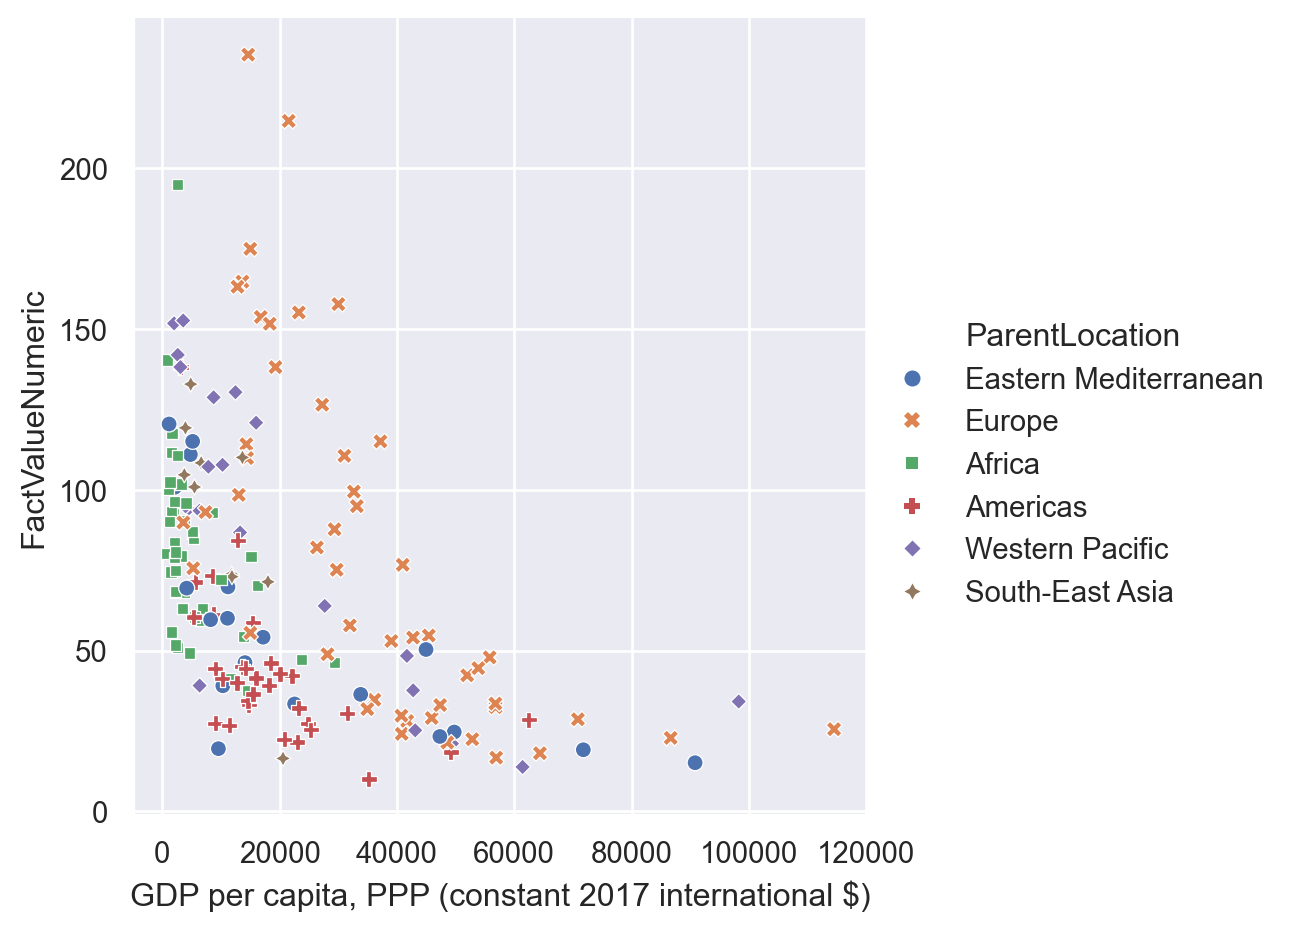 FactValueNumeric
200
150
100
50
0
0 20000 40000 60000 80000 100000 120000
GDP per capita, PPP (constant 2017 international $)
ParentLocation
Eastern Mediterranean
Europe
Africa
Americas
Western Pacific
South-East Asia